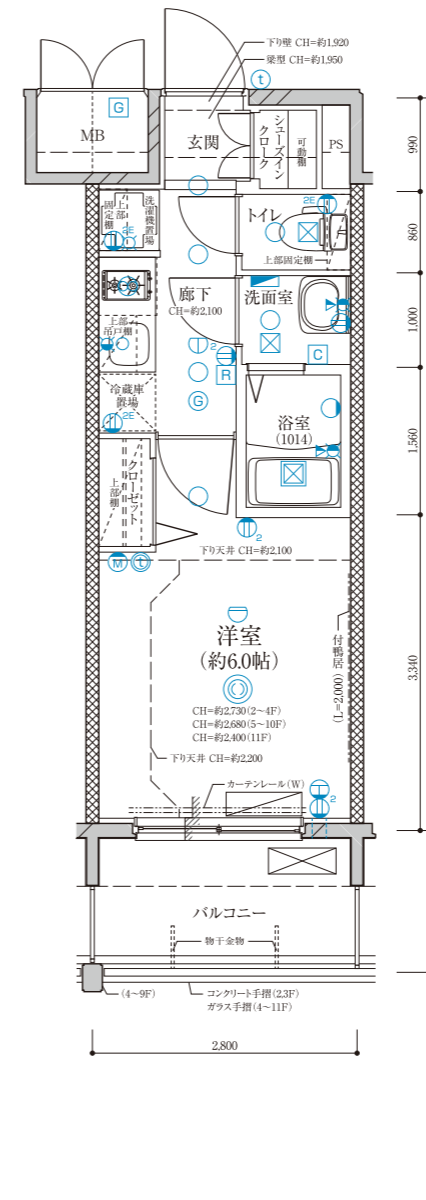 下り壁 CH=約1,920
梁型 CH=約1,950
t
G
MB
玄関
シューズインクローク
可動棚
PS
990
洗濯機置場
上部固定棚
2E
トイレ
2E
上部固定棚
860
廊下
CH=約2,100
洗面室
1,000
上部吊戸棚
2
R
C
G
冷蔵庫置場
2E
浴室
(1014)
1,560
クローゼット
上部棚
2
下り天井 CH=約2,100
M
t
洋室
(約6.0帖)
付鴨居(L=2,000)
3,340
CH=約2,730(2〜4F)
CH=約2,680(5〜10F)
CH=約2,400(11F)
下り天井 CH=約2,200
カーテンレール(W)
2
バルコニー
物干金物
(4〜9F)
コンクリート手摺(2,3F)
ガラス手摺(4〜11F)
2,800